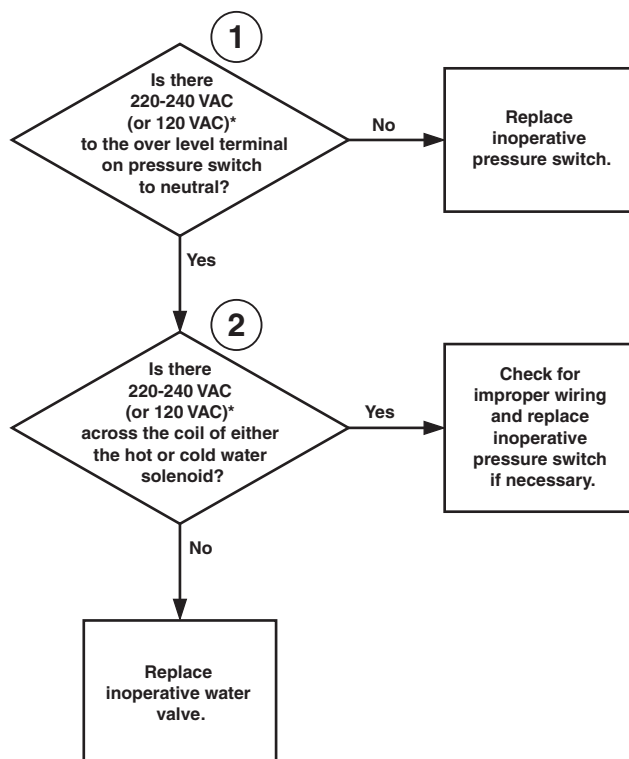 1
Is there
220-240 VAC
(or 120 VAC)*
to the over level terminal
on pressure switch
to neutral?
No
Replace
inoperative
pressure switch.
Yes
2
Is there
220-240 VAC
(or 120 VAC)*
across the coil of either
the hot or cold water
solenoid?
Yes
Check for
improper wiring
and replace
inoperative
pressure switch
if necessary.
No
Replace
inoperative water
valve.